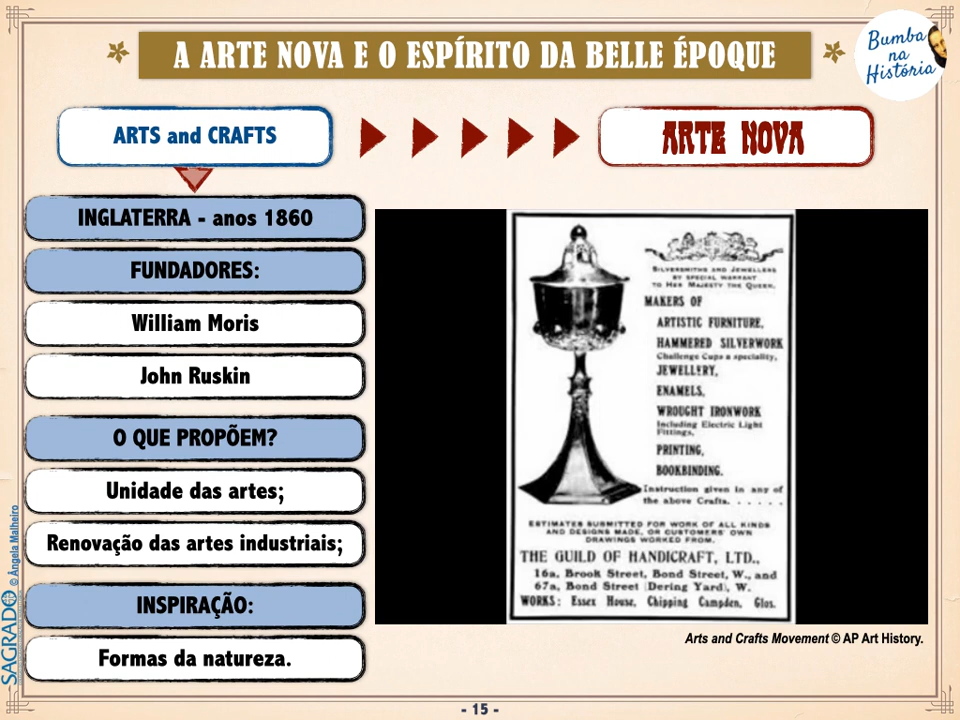 A ARTE NOVA E O ESPÍRITO DA BELLE ÉPOQUE
Bumba
na
História
ARTS and CRAFTS
ARTE NOVA
INGLATERRA - anos 1860
FUNDADORES:
William Moris
John Ruskin
O QUE PROPÕEM?
Unidade das artes;
Renovação das artes industriais;
INSPIRAÇÃO:
Formas da natureza.
SILVERSMITHS AND JEWELLERS
BY SPECIAL WARRANT
TO HER MAJESTY THE QUEEN.
MAKERS OF
ARTISTIC FURNITURE,
HAMMERED SILVERWORK
Challenge Cups a speciality,
JEWELLERY,
ENAMELS,
WROUGHT IRONWORK
Including Electric Light
Fittings,
PRINTING,
BOOKBINDING.
Instruction given in any of
the above Crafts. . . . . .
ESTIMATES SUBMITTED FOR WORK OF ALL KINDS
AND DESIGNS MADE, OR CUSTOMERS' OWN
DRAWINGS WORKED FROM.
THE GUILD OF HANDICRAFT, LTD.,
16a, Brook Street, Bond Street, W., and
67a, Bond Street (Dering Yard), W.
WORKS: Essex House, Chipping Campden, Glos.
Arts and Crafts Movement © AP Art History.
SAGRADO © Ângela Malheiro
- 15 -